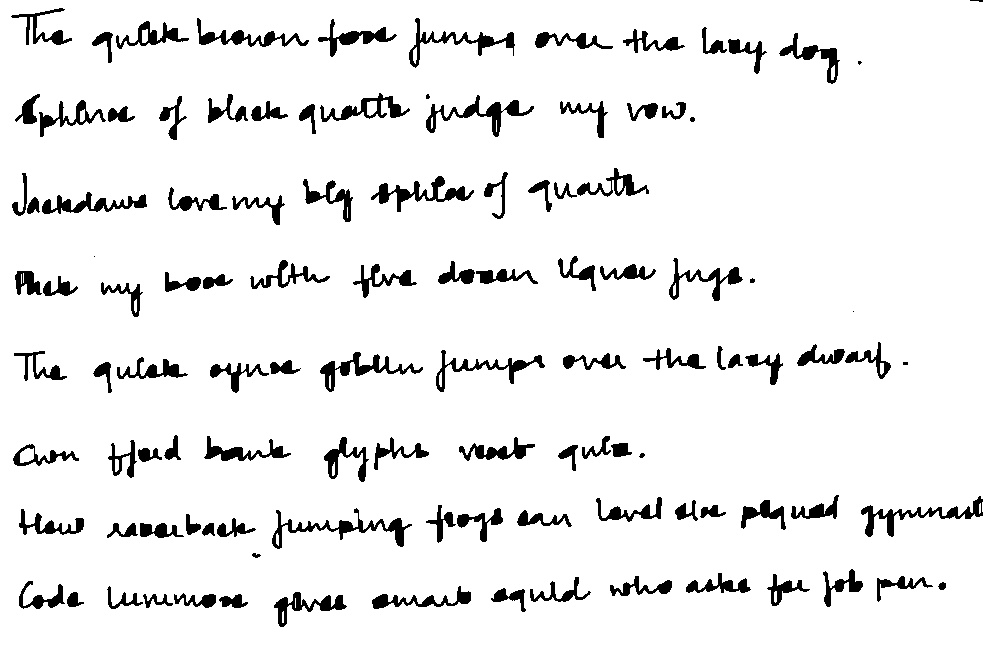 The quick brown fox jumps over the lazy dog.
Sphinx of black quartz judge my vow.
Jackdaws love my big sphinx of quartz
Pack my box with five dozen liquor jugs.
The quick onyx goblin jumps over the lazy dwarf.
Cwm fjord bank glyphs vext quiz.
How razorback jumping frogs can level six piqued gymnast
Code luminose gives smart squid who asks for job pen.